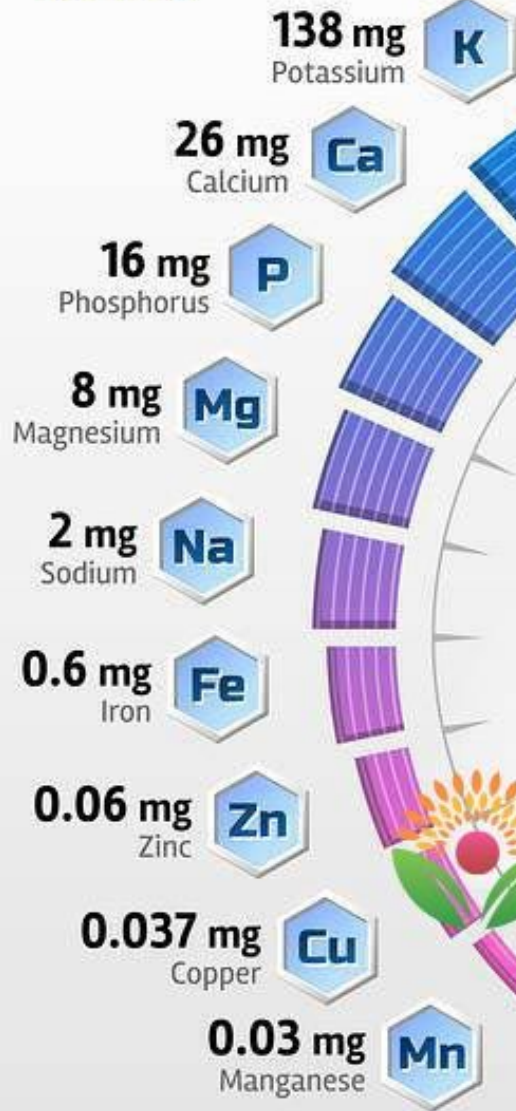 138 mg
Potassium
K
26 mg
Calcium
Ca
16 mg
Phosphorus
P
8 mg
Magnesium
Mg
2 mg
Sodium
Na
0.6 mg
Iron
Fe
0.06 mg
Zinc
Zn
0.037 mg
Copper
Cu
0.03 mg
Manganese
Mn